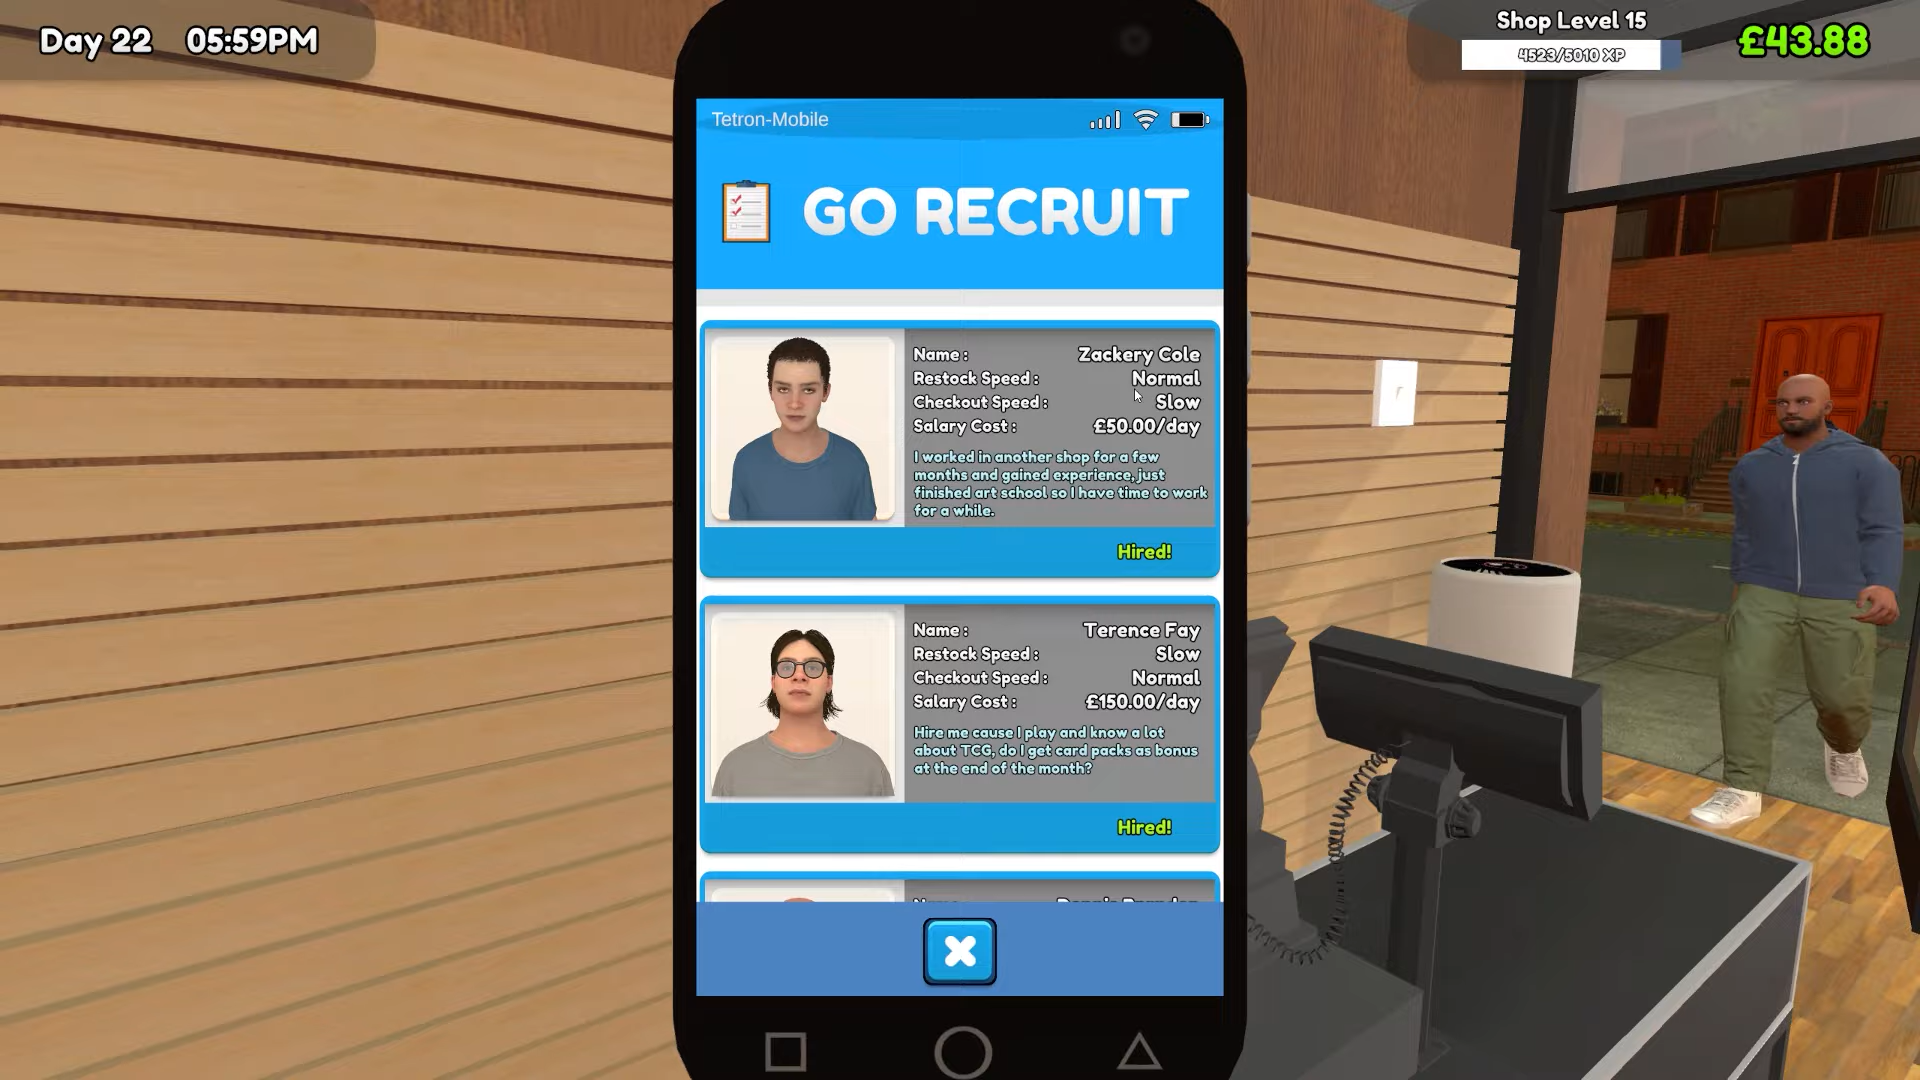 Day 22 05:59PM
Shop Level 15
4523/5010 XP
£43.88
Tetron-Mobile
GO RECRUIT
Name : Zackery Cole
Restock Speed : Normal
Checkout Speed : Slow
Salary Cost : £50.00/day
I worked in another shop for a few
months and gained experience, just
finished art school so I have time to work
for a while.
Hired!
Name : Terence Fay
Restock Speed : Slow
Checkout Speed : Normal
Salary Cost : £150.00/day
Hire me cause I play and know a lot
about TCG, do I get card packs as bonus
at the end of the month?
Hired!